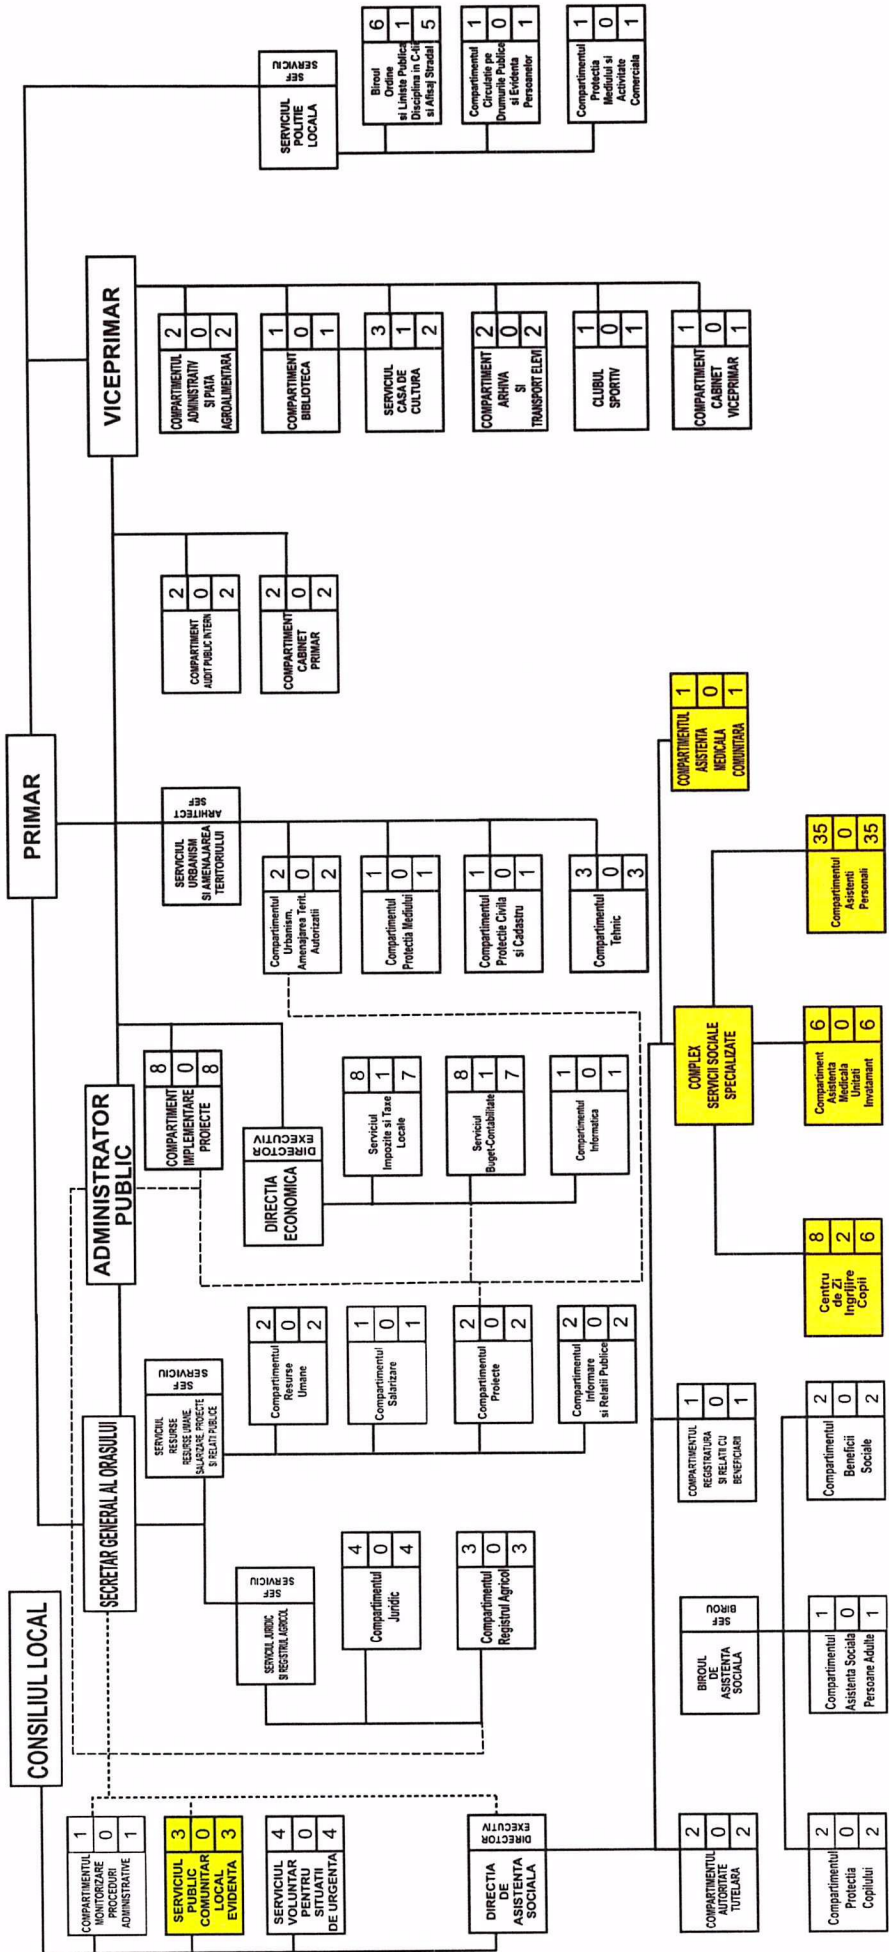 CONSILIUL LOCAL
PRIMAR
SECRETAR GENERAL AL ORASULUI
ADMINISTRATOR
PUBLIC
VICEPRIMAR
COMPARTIMENTUL
MONITORIZARE
PROCEDURI
ADMINISTRATIVE
1
0
1
SERVICIUL
PUBLIC
COMUNITAR
LOCAL
EVIDENTA
3
0
3
SERVICIUL
VOLUNTAR
PENTRU
SITUATII
DE URGENTA
4
0
4
DIRECTIA
DE
ASISTENTA
SOCIALA
DIRECTOR
EXECUTIV
SERVICIUL JURIDIC
SI REGISTRUL AGRICOL
SEF
SERVICIU
Compartimentul
Juridic
4
0
4
Compartimentul
Registrul Agricol
3
0
3
SERVICIUL
RESURSE
RESURSE UMANE,
SALARIZARE, PROIECTE
SI RELATII PUBLICE
SEF
SERVICIU
Compartimentul
Resurse
Umane
2
0
2
Compartimentul
Salarizare
1
0
1
Compartimentul
Proiecte
2
0
2
Compartimentul
Informare
si Relatii Publice
2
0
2
COMPARTIMENT
IMPLEMENTARE
PROIECTE
8
0
8
DIRECTIA
ECONOMICA
DIRECTOR
EXECUTIV
Serviciul
Impozite si Taxe
Locale
8
1
7
Serviciul
Buget-Contabilitate
8
1
7
Compartimentul
Informatica
1
0
1
SERVICIUL
URBANISM
SI AMENAJAREA
TERITORIULUI
ARHITECT
SEF
Compartimentul
Urbanism,
Amenajarea Terit.
Autorizatii
2
0
2
Compartimentul
Protectia Mediului
1
0
1
Compartimentul
Protectie Civila
si Cadastru
1
0
1
Compartimentul
Tehnic
3
0
3
COMPARTIMENT
AUDIT PUBLIC INTERN
2
0
2
COMPARTIMENT
CABINET
PRIMAR
2
0
2
COMPARTIMENTUL
ADMINISTRATIV
SI PIATA
AGROALIMENTARA
2
0
2
COMPARTIMENT
BIBLIOTECA
1
0
1
SERVICIUL
CASA DE
CULTURA
3
1
2
COMPARTIMENT
ARHIVA
SI
TRANSPORT ELEVI
2
0
2
CLUBUL
SPORTIV
1
0
1
COMPARTIMENT
CABINET
VICEPRIMAR
1
0
1
SERVICIUL
POLITIE
LOCALA
SEF
SERVICIU
Biroul
Ordine
si Liniste Publica
Disciplina in C-tii
si Afisaj Stradal
6
1
5
Compartimentul
Circulatie pe
Drumurile Publice
si Evidenta
Persoanelor
1
0
1
Compartimentul
Protectia
Mediului si
Activitate
Comerciala
1
0
1
COMPARTIMENTUL
AUTORITATE
TUTELARA
2
0
2
BIROUL
DE
ASISTENTA
SOCIALA
SEF
BIROU
COMPARTIMENTUL
REGISTRATURA
SI RELATII CU
BENEFICIARII
1
0
1
COMPLEX
SERVICII SOCIALE
SPECIALIZATE
COMPARTIMENTUL
ASISTENTA
MEDICALA
COMUNITARA
1
0
1
Compartimentul
Protectia
Copilului
2
0
2
Compartimentul
Asistenta Sociala
Persoane Adulte
1
0
1
Compartimentul
Beneficii
Sociale
2
0
2
Centru
de Zi
Ingrijire
Copii
8
2
6
Compartiment
Asistenta
Medicala
Unitati
Invatamant
6
0
6
Compartimentul
Asistenti
Personali
35
0
35